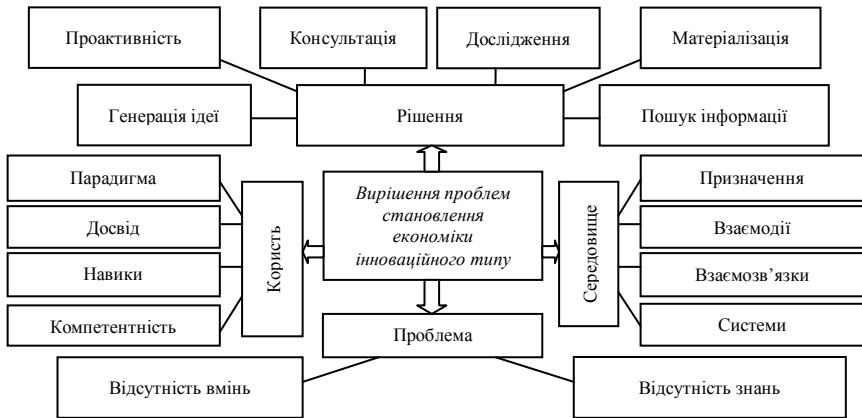 Проактивність
Консультація
Дослідження
Матеріалізація
Генерація ідеї
Рішення
Пошук інформації
Парадигма
Досвід
Навики
Компетентність
Користь
Вирішення проблем
становлення
економіки
інноваційного типу
Середовище
Призначення
Взаємодії
Взаємозв’язки
Системи
Проблема
Відсутність вмінь
Відсутність знань